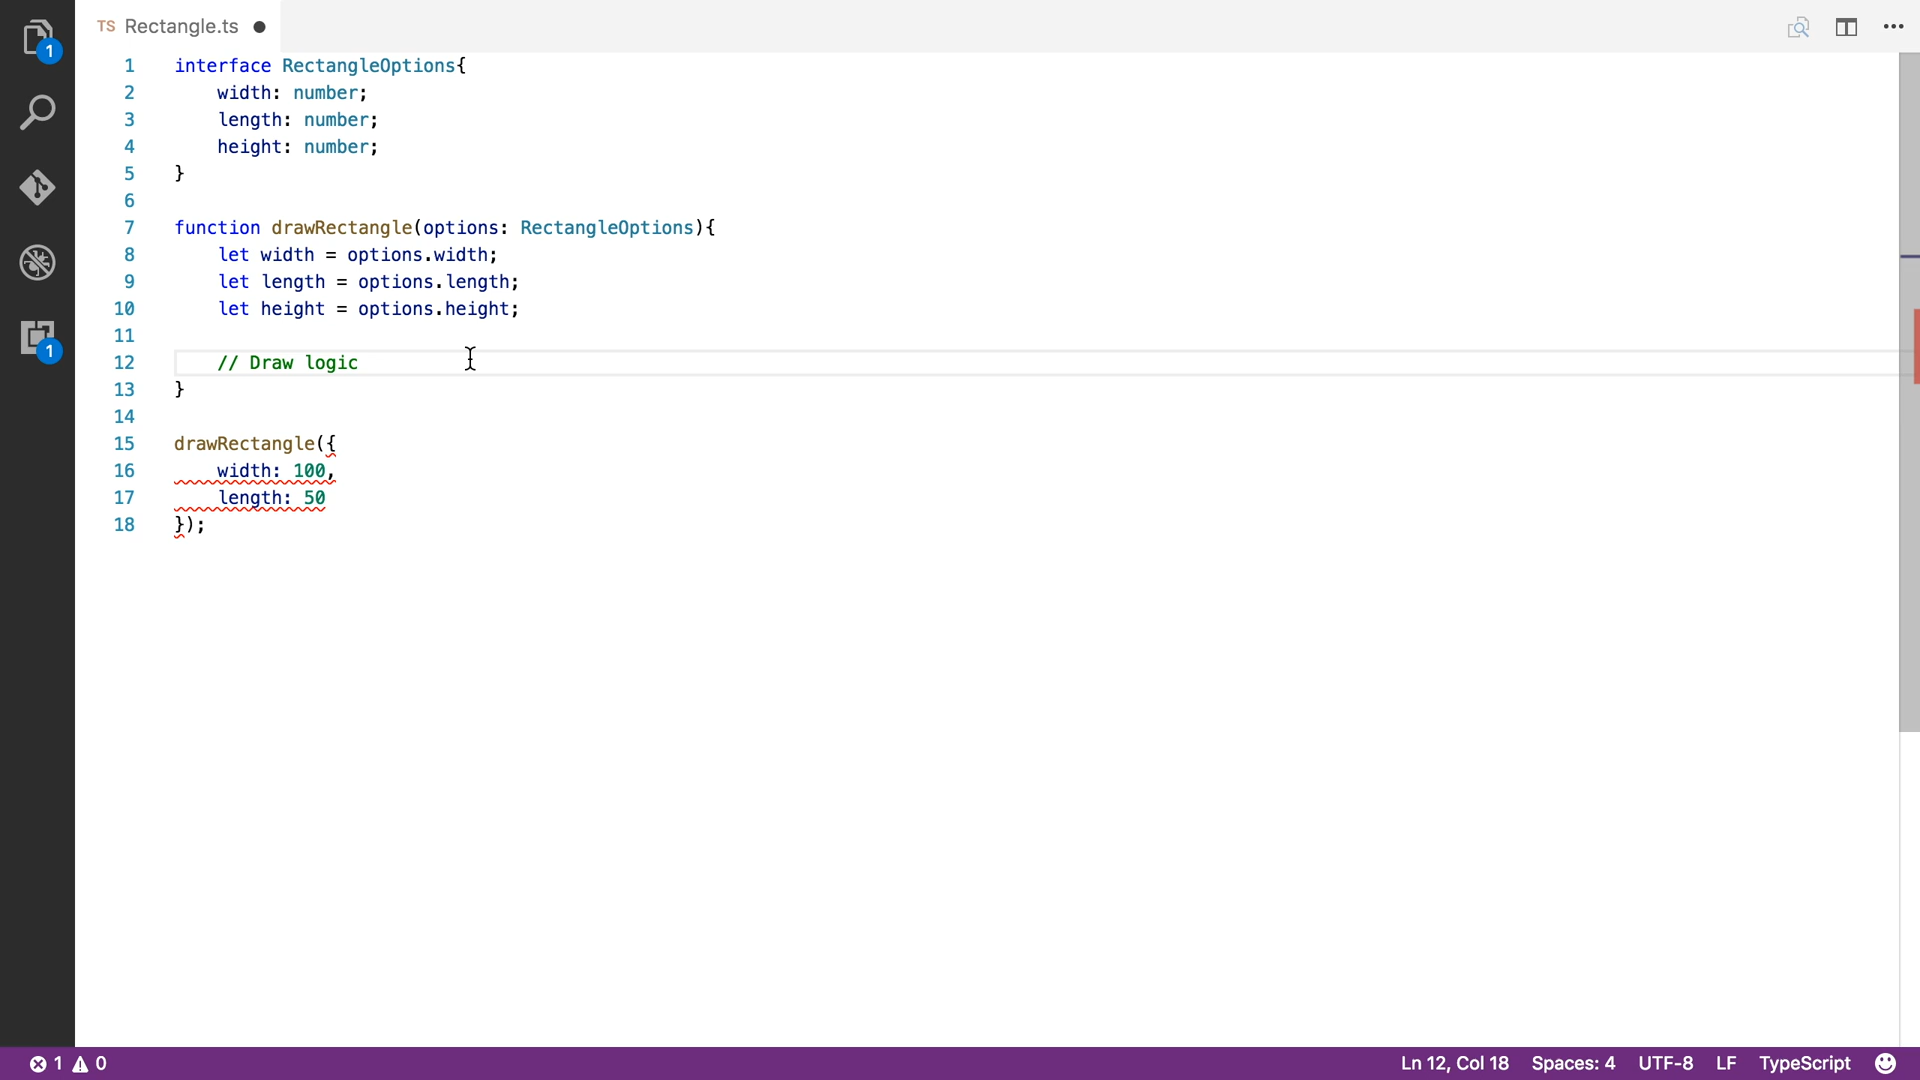 TS Rectangle.ts
1
1 interface RectangleOptions{
2 width: number;
3 length: number;
4 height: number;
5 }
6
7 function drawRectangle(options: RectangleOptions){
8 let width = options.width;
9 let length = options.length;
10 let height = options.height;
11
12 // Draw logic
13 }
14
15 drawRectangle({
16 width: 100,
17 length: 50
18 });
1
1 0 Ln 12, Col 18 Spaces: 4 UTF-8 LF TypeScript